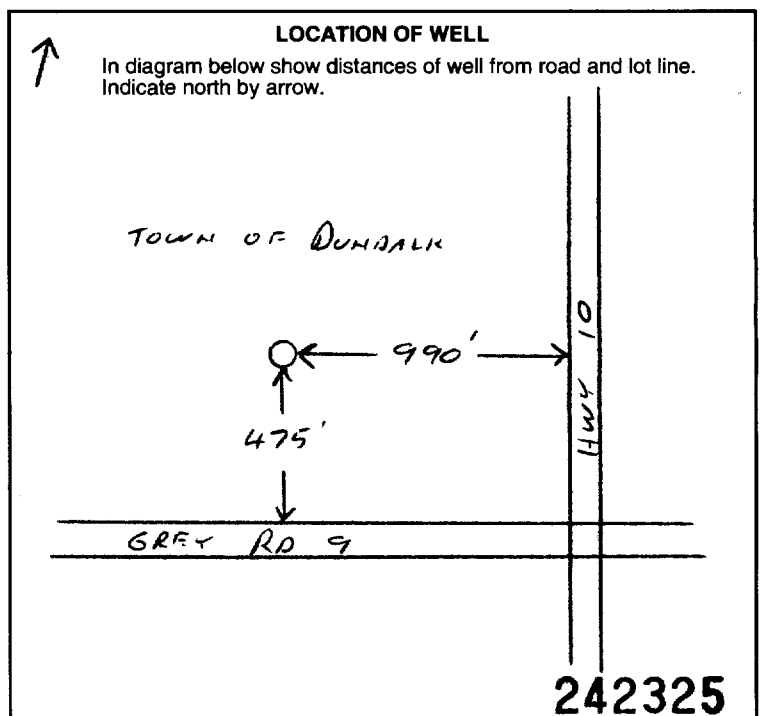 LOCATION OF WELL
In diagram below show distances of well from road and lot line.
Indicate north by arrow.
TOWN OF DUNDALK
990'
HWY 10
475'
GREY RD 9
242325